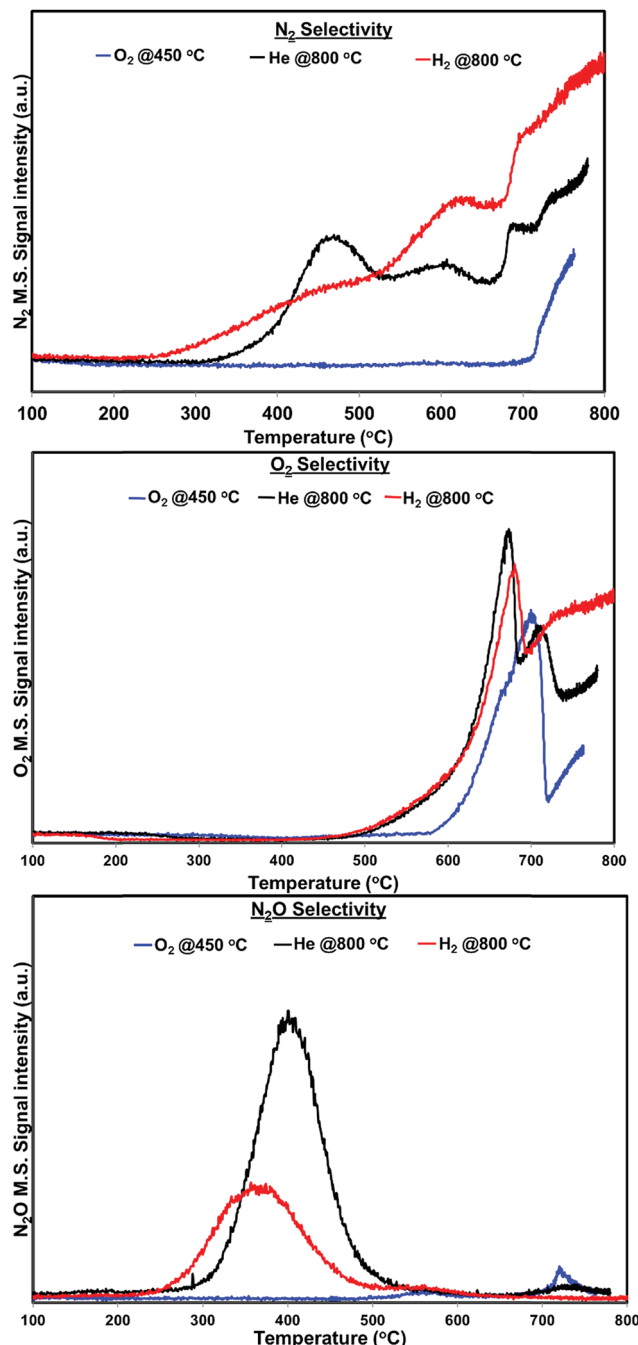 N₂ Selectivity
O₂ @450 °C He @800 °C H₂ @800 °C
N₂ M.S. Signal intensity (a.u.)
100 200 300 400 500 600 700 800
Temperature (°C)
O₂ Selectivity
O₂ @450 °C He @800 °C H₂ @800 °C
O₂ M.S. Signal intensity (a.u.)
100 200 300 400 500 600 700 800
Temperature (°C)
N₂O Selectivity
O₂ @450 °C He @800 °C H₂ @800 °C
N₂O M.S. Signal intensity (a.u.)
100 200 300 400 500 600 700 800
Temperature (°C)